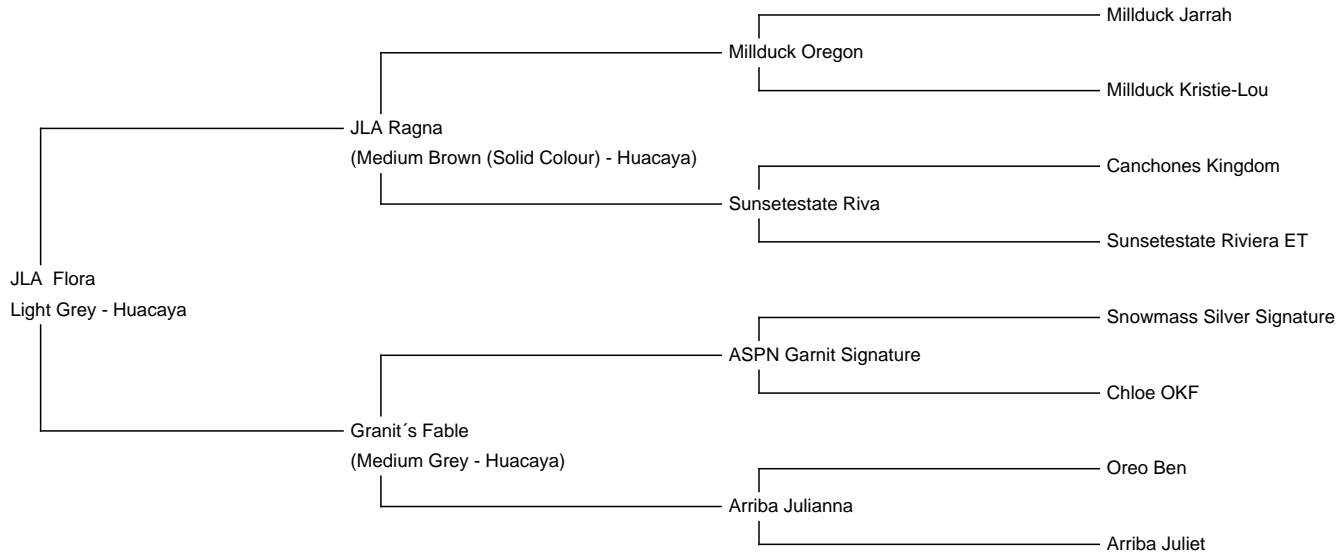 Millduck Jarrah
Millduck Oregon
Millduck Kristie-Lou
JLA Ragna
(Medium Brown (Solid Colour) - Huacaya)
Canchones Kingdom
Sunsetestate Riva
Sunsetestate Riviera ET
JLA  Flora
Light Grey - Huacaya
Snowmass Silver Signature
ASPN Garnit Signature
Chloe OKF
Granit´s Fable
(Medium Grey - Huacaya)
Oreo Ben
Arriba Julianna
Arriba Juliet